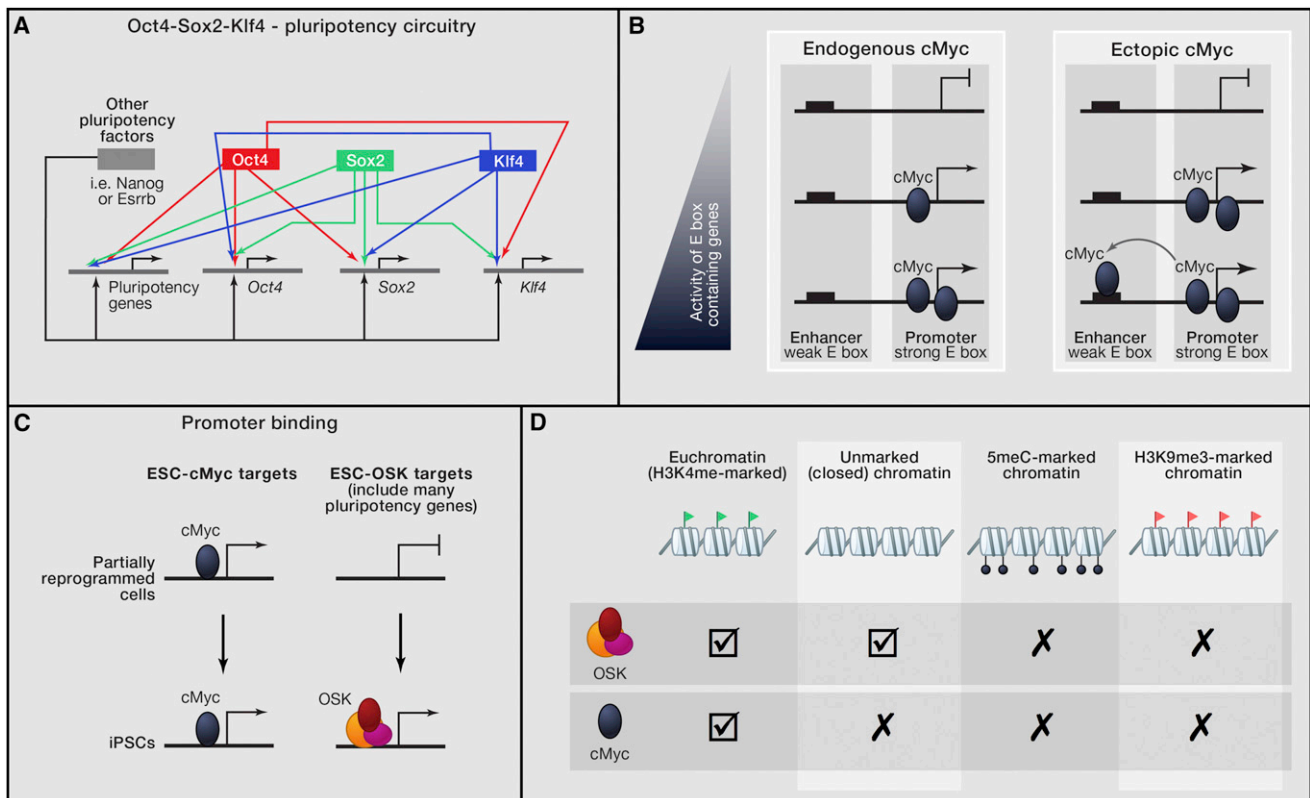 A
Oct4-Sox2-Klf4 - pluripotency circuitry
Other
pluripotency
factors
i.e. Nanog
or Esrrb
Oct4
Sox2
Klf4
Pluripotency
genes
Oct4
Sox2
Klf4
B
Activity of E box
containing genes
Endogenous cMyc
cMyc
cMyc
Enhancer
weak E box
Promoter
strong E box
Ectopic cMyc
cMyc
cMyc
cMyc
Enhancer
weak E box
Promoter
strong E box
C
Promoter binding
ESC-cMyc targets
ESC-OSK targets
(include many
pluripotency genes)
Partially
reprogrammed
cells
cMyc
iPSCs
cMyc
OSK
D
Euchromatin
(H3K4me-marked)
Unmarked
(closed) chromatin
5meC-marked
chromatin
H3K9me3-marked
chromatin
OSK
cMyc